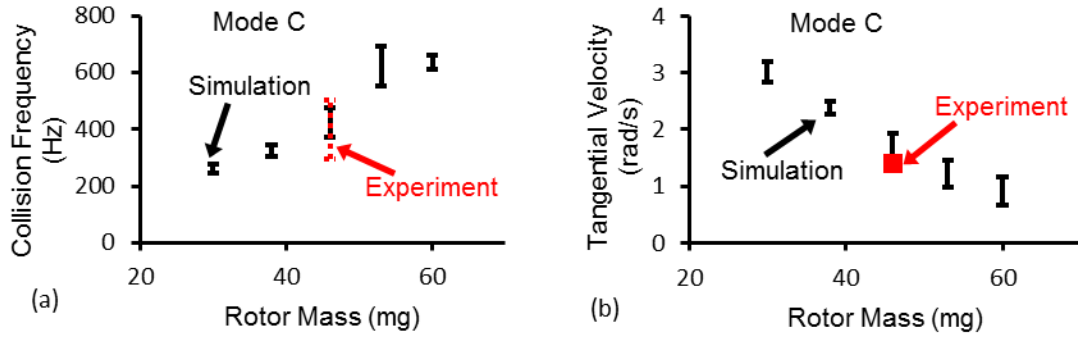 Mode C
Collision Frequency
(Hz)
800
600
400
200
0
Simulation
Experiment
20
40
60
Rotor Mass (mg)
(a)
Mode C
Tangential Velocity
(rad/s)
4
3
2
1
0
Experiment
Simulation
20
40
60
Rotor Mass (mg)
(b)